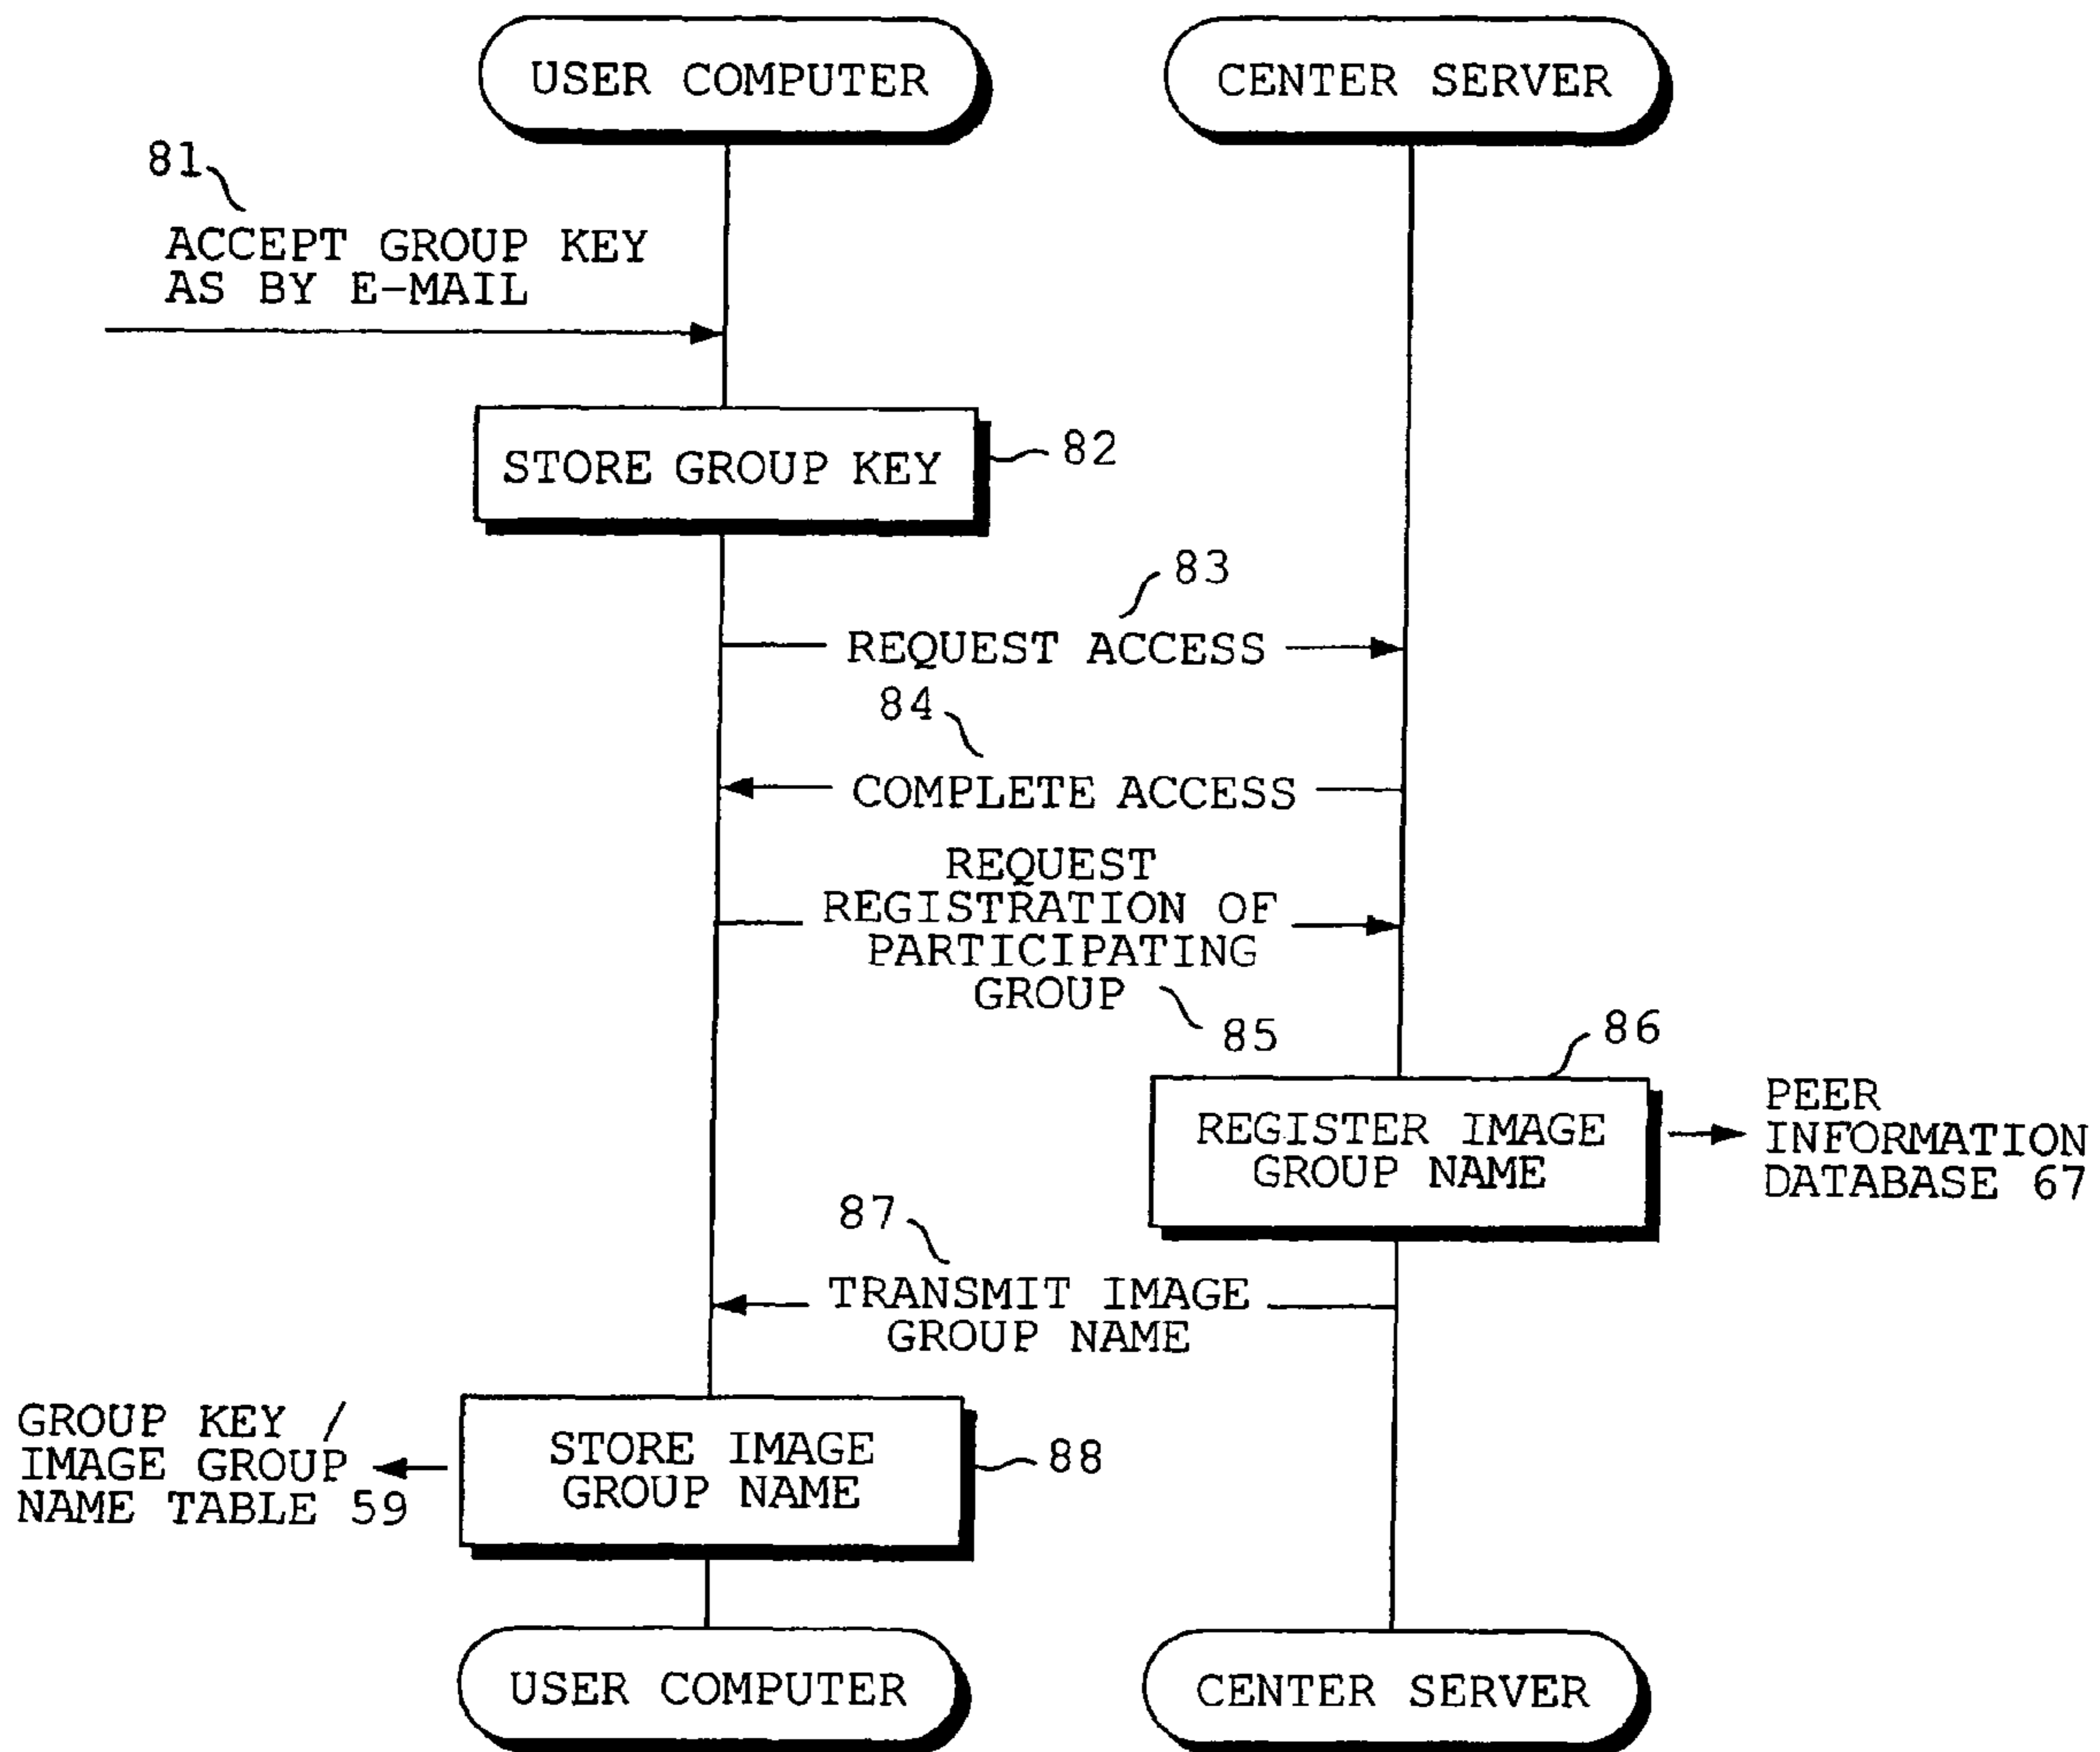 USER COMPUTER
CENTER SERVER
81
ACCEPT GROUP KEY
AS BY E-MAIL
STORE GROUP KEY
82
83
REQUEST ACCESS
84
COMPLETE ACCESS
REQUEST
REGISTRATION OF
PARTICIPATING
GROUP
85
86
REGISTER IMAGE
GROUP NAME
PEER
INFORMATION
DATABASE 67
87
TRANSMIT IMAGE
GROUP NAME
GROUP KEY /
IMAGE GROUP
NAME TABLE 59
STORE IMAGE
GROUP NAME
88
USER COMPUTER
CENTER SERVER